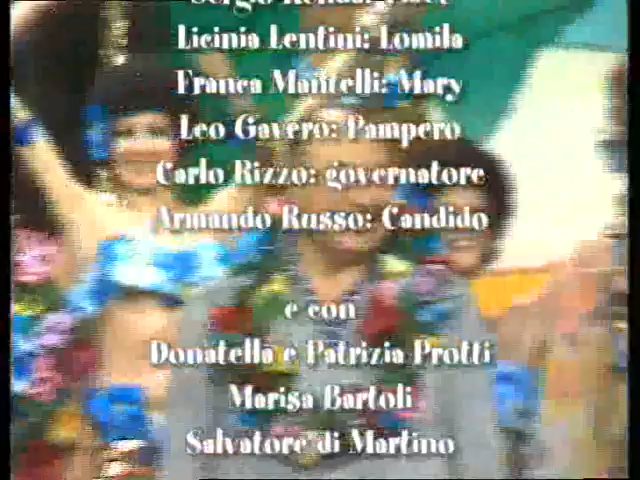 Licinia Lentini: Lomila
Franca Mantelli: Mary
Leo Gavero: Pampero
Carlo Rizzo: governatore
Armando Russo: Candido
e con
Donatella e Patrizia Protti
Marisa Bartoli
Salvatore di Martino